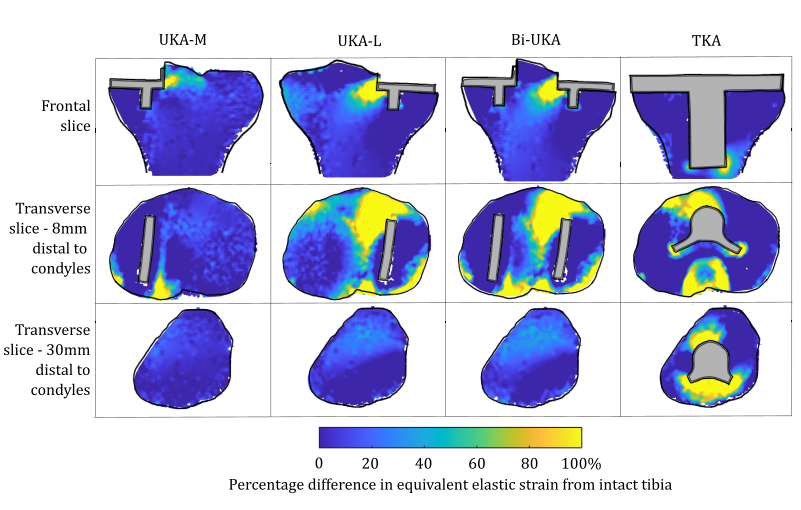 UKA-M UKA-L Bi-UKA TKA
Frontal
slice
Transverse
slice - 8mm
distal to
condyles
Transverse
slice - 30mm
distal to
condyles
0 20 40 60 80 100%
Percentage difference in equivalent elastic strain from intact tibia